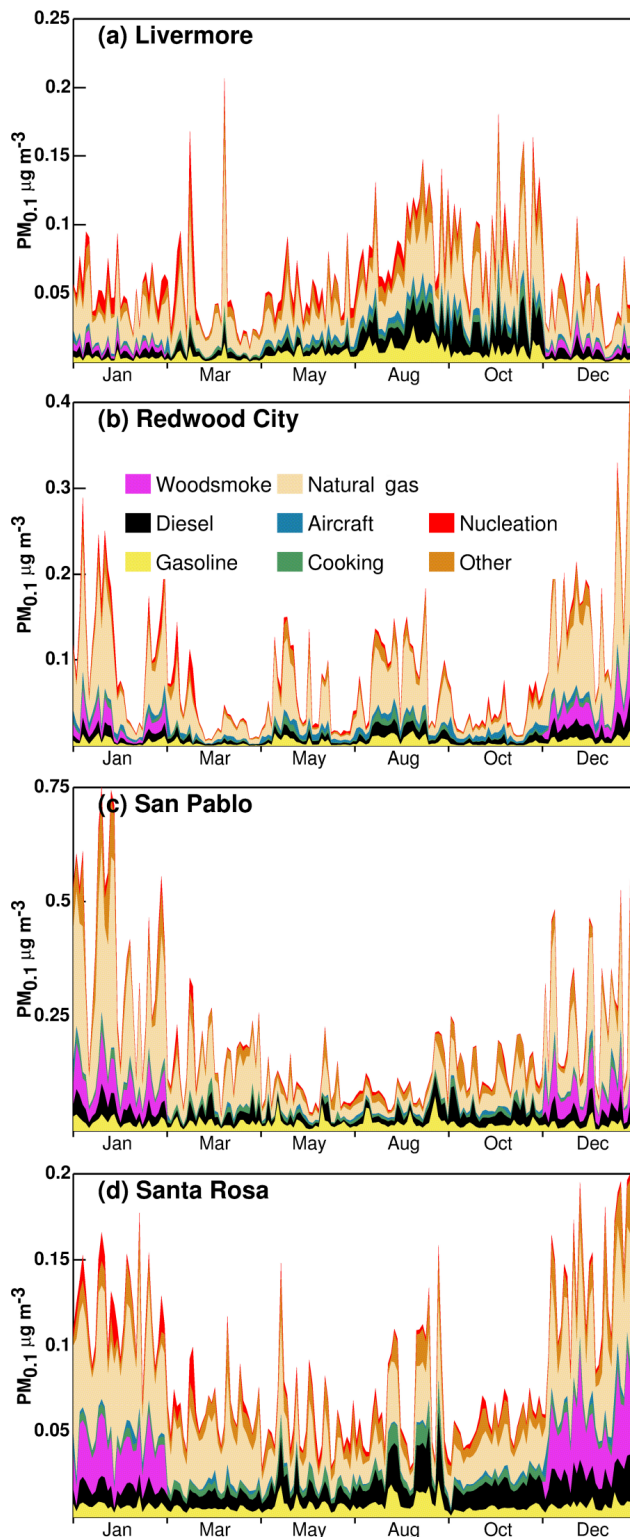 (a) Livermore
0.25
0.2
0.15
0.1
0.05
PM0.1 μg m-3
Jan Mar May Aug Oct Dec
(b) Redwood City
0.4
0.3
0.2
0.1
PM0.1 μg m-3
Woodsmoke Natural gas
Diesel Aircraft Nucleation
Gasoline Cooking Other
Jan Mar May Aug Oct Dec
(c) San Pablo
0.75
0.5
0.25
PM0.1 μg m-3
Jan Mar May Aug Oct Dec
(d) Santa Rosa
0.2
0.15
0.1
0.05
PM0.1 μg m-3
Jan Mar May Aug Oct Dec